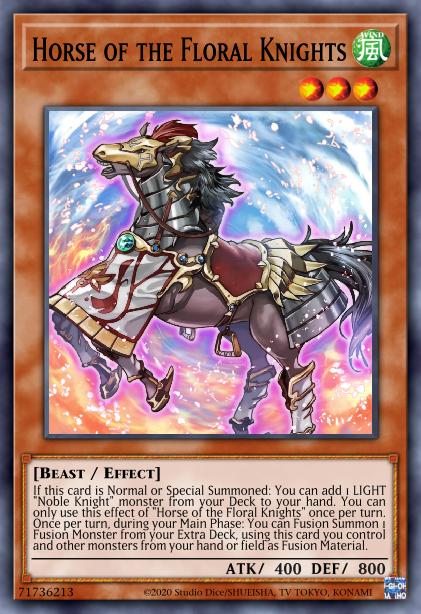 HORSE OF THE FLORAL KNIGHTS
WIND
風
[BEAST / EFFECT]
If this card is Normal or Special Summoned: You can add 1 LIGHT
"Noble Knight" monster from your Deck to your hand. You can
only use this effect of "Horse of the Floral Knights" once per turn.
Once per turn, during your Main Phase: You can Fusion Summon 1
Fusion Monster from your Extra Deck, using this card you control
and other monsters from your hand or field as Fusion Material.
ATK/ 400 DEF/ 800
71736213
©2020 Studio Dice/SHUEISHA, TV TOKYO, KONAMI